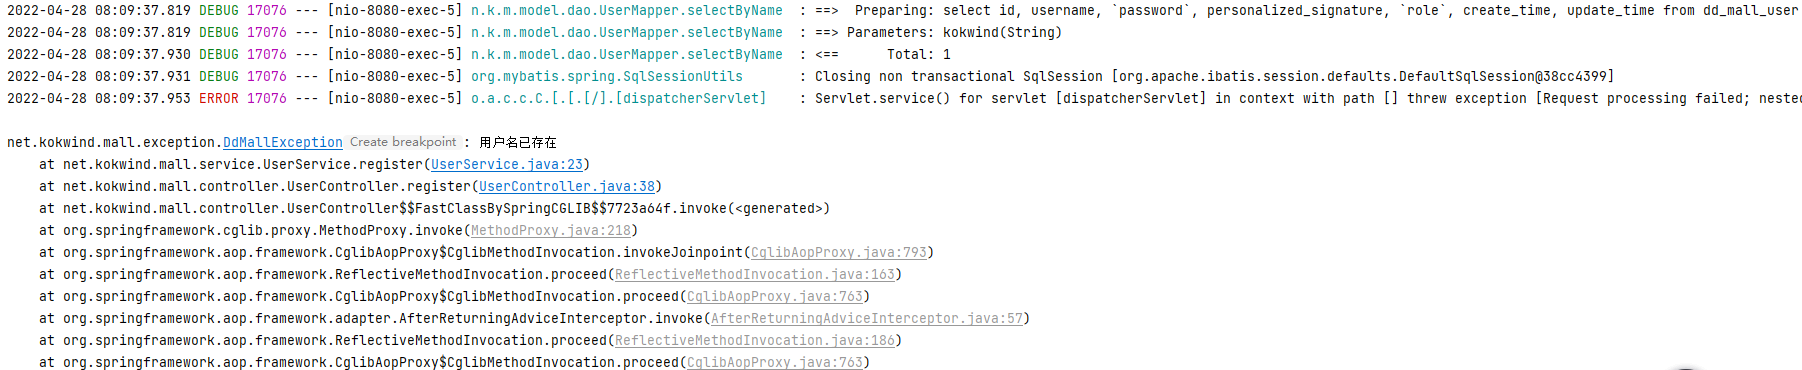 2022-04-28 08:09:37.819 DEBUG 17076 --- [nio-8080-exec-5] n.k.m.model.dao.UserMapper.selectByName  : ==>  Preparing: select id, username, `password`, personalized_signature, `role`, create_time, update_time from dd_mall_user
2022-04-28 08:09:37.819 DEBUG 17076 --- [nio-8080-exec-5] n.k.m.model.dao.UserMapper.selectByName  : ==> Parameters: kokwind(String)
2022-04-28 08:09:37.930 DEBUG 17076 --- [nio-8080-exec-5] n.k.m.model.dao.UserMapper.selectByName  : <==      Total: 1
2022-04-28 08:09:37.931 DEBUG 17076 --- [nio-8080-exec-5] org.mybatis.spring.SqlSessionUtils       : Closing non transactional SqlSession [org.apache.ibatis.session.defaults.DefaultSqlSession@38cc4399]
2022-04-28 08:09:37.953 ERROR 17076 --- [nio-8080-exec-5] o.a.c.c.C.[.[.[/].[dispatcherServlet]    : Servlet.service() for servlet [dispatcherServlet] in context with path [] threw exception [Request processing failed; nested
net.kokwind.mall.exception.DdMallException Create breakpoint : 用户名已存在
    at net.kokwind.mall.service.UserService.register(UserService.java:23)
    at net.kokwind.mall.controller.UserController.register(UserController.java:38)
    at net.kokwind.mall.controller.UserController$$FastClassBySpringCGLIB$$7723a64f.invoke(<generated>)
    at org.springframework.cglib.proxy.MethodProxy.invoke(MethodProxy.java:218)
    at org.springframework.aop.framework.CglibAopProxy$CglibMethodInvocation.invokeJoinpoint(CglibAopProxy.java:793)
    at org.springframework.aop.framework.ReflectiveMethodInvocation.proceed(ReflectiveMethodInvocation.java:163)
    at org.springframework.aop.framework.CglibAopProxy$CglibMethodInvocation.proceed(CglibAopProxy.java:763)
    at org.springframework.aop.framework.adapter.AfterReturningAdviceInterceptor.invoke(AfterReturningAdviceInterceptor.java:57)
    at org.springframework.aop.framework.ReflectiveMethodInvocation.proceed(ReflectiveMethodInvocation.java:186)
    at org.springframework.aop.framework.CglibAopProxy$CglibMethodInvocation.proceed(CglibAopProxy.java:763)